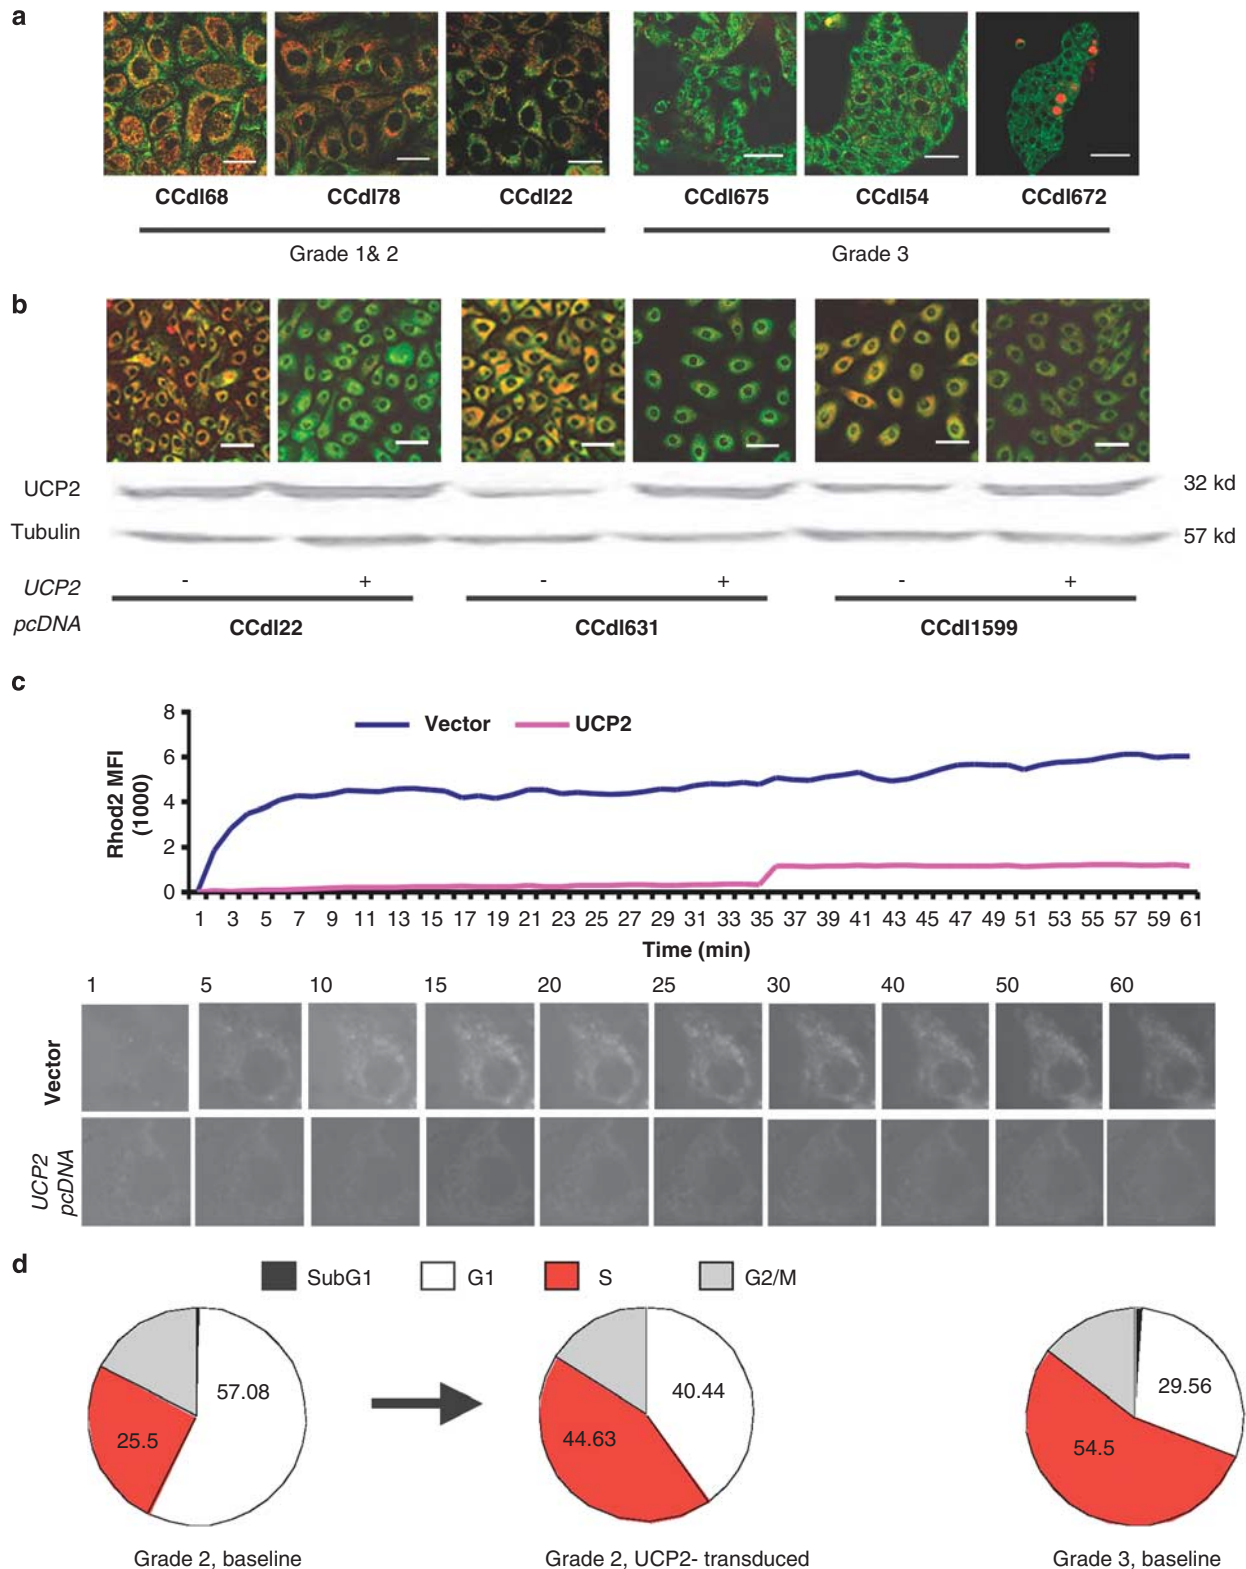 a
CCdl68 CCdl78 CCdl22 CCdl675 CCdl54 CCdl672
Grade 1& 2 Grade 3
b
UCP2 32 kd
Tubulin 57 kd
UCP2 - + - + - +
pcDNA CCdl22 CCdl631 CCdl1599
c
Vector UCP2
Rhod2 MFI
(1000)
8
6
4
2
0
1 3 5 7 9 11 13 15 17 19 21 23 25 27 29 31 33 35 37 39 41 43 45 47 49 51 53 55 57 59 61
Time (min)
1 5 10 15 20 25 30 40 50 60
Vector
UCP2
pcDNA
d
SubG1 G1 S G2/M
57.08 40.44 29.56
25.5 44.63 54.5
Grade 2, baseline Grade 2, UCP2- transduced Grade 3, baseline